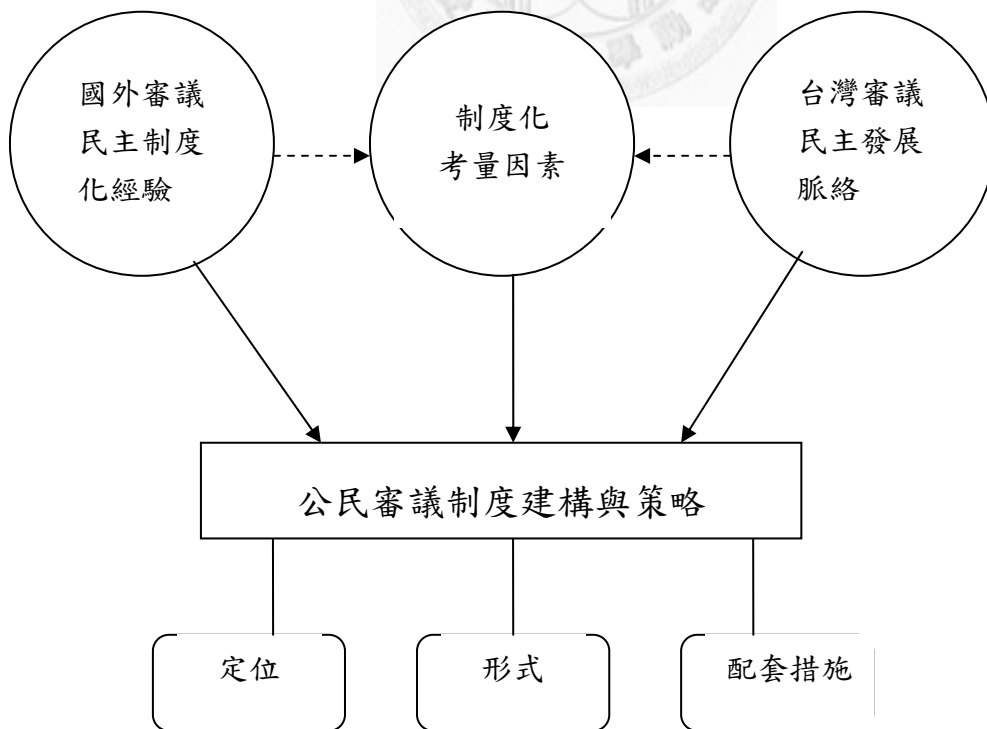 國外審議
民主制度
化經驗
制度化
考量因素
台灣審議
民主發展
脈絡
公民審議制度建構與策略
定位
形式
配套措施